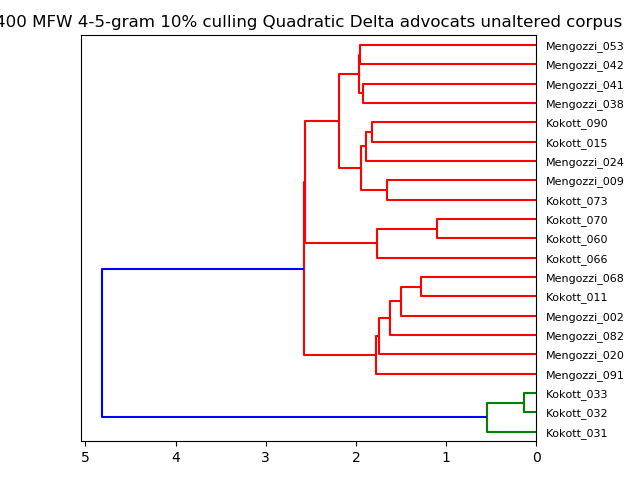 400 MFW 4-5-gram 10% culling Quadratic Delta advocats unaltered corpus
Mengozzi_053
Mengozzi_042
Mengozzi_041
Mengozzi_038
Kokott_090
Kokott_015
Mengozzi_024
Mengozzi_009
Kokott_073
Kokott_070
Kokott_060
Kokott_066
Mengozzi_068
Kokott_011
Mengozzi_002
Mengozzi_082
Mengozzi_020
Mengozzi_091
Kokott_033
Kokott_032
Kokott_031
5 4 3 2 1 0